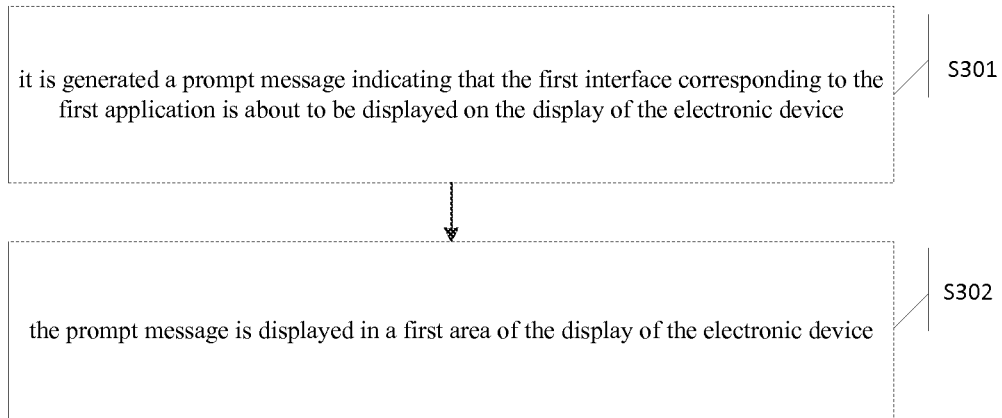 it is generated a prompt message indicating that the first interface corresponding to the
first application is about to be displayed on the display of the electronic device
S301
the prompt message is displayed in a first area of the display of the electronic device
S302